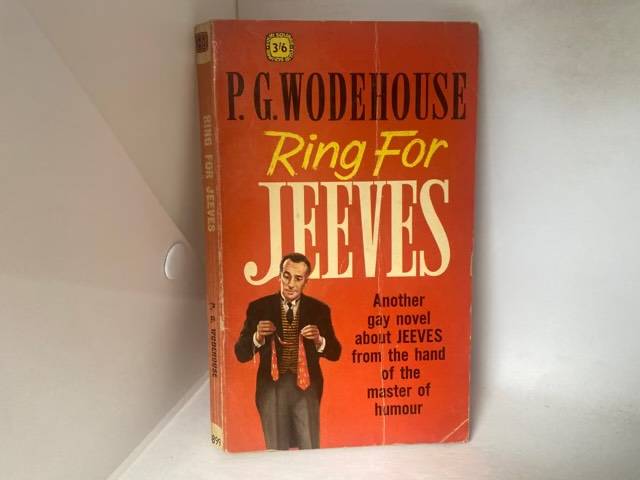 3/6
P. G. WODEHOUSE
Ring For
JEEVES
Another
gay novel
about JEEVES
from the hand
of the
master of
humour
RING FOR JEEVES
P. G. WODEHOUSE